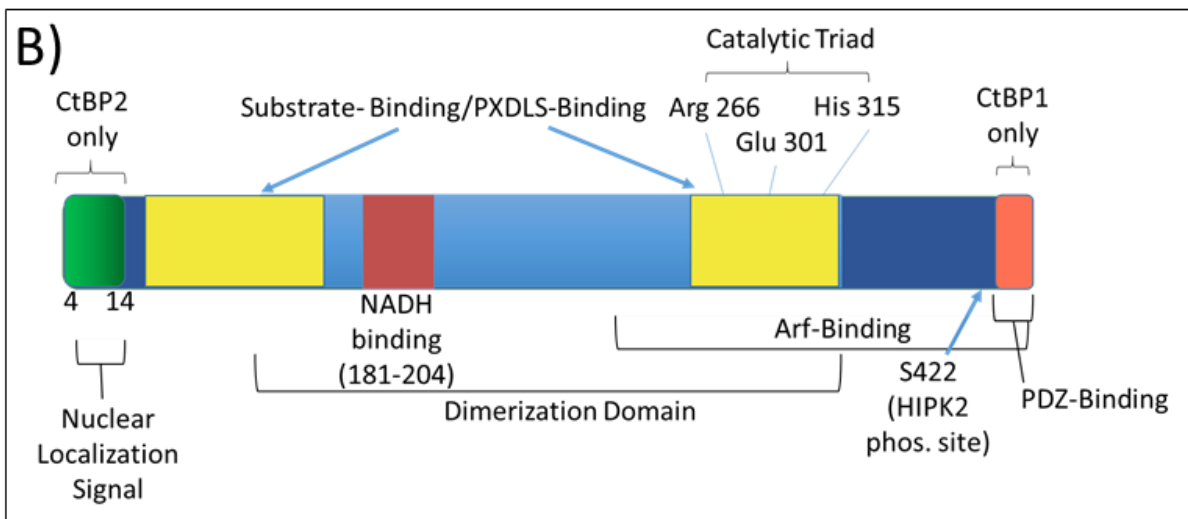 B)
CtBP2
only
Substrate- Binding/PXDLS-Binding
Catalytic Triad
Arg 266
Glu 301
His 315
CtBP1
only
4
14
NADH
binding
(181-204)
Arf-Binding
Dimerization Domain
Nuclear
Localization
Signal
S422
(HIPK2
phos. site)
PDZ-Binding